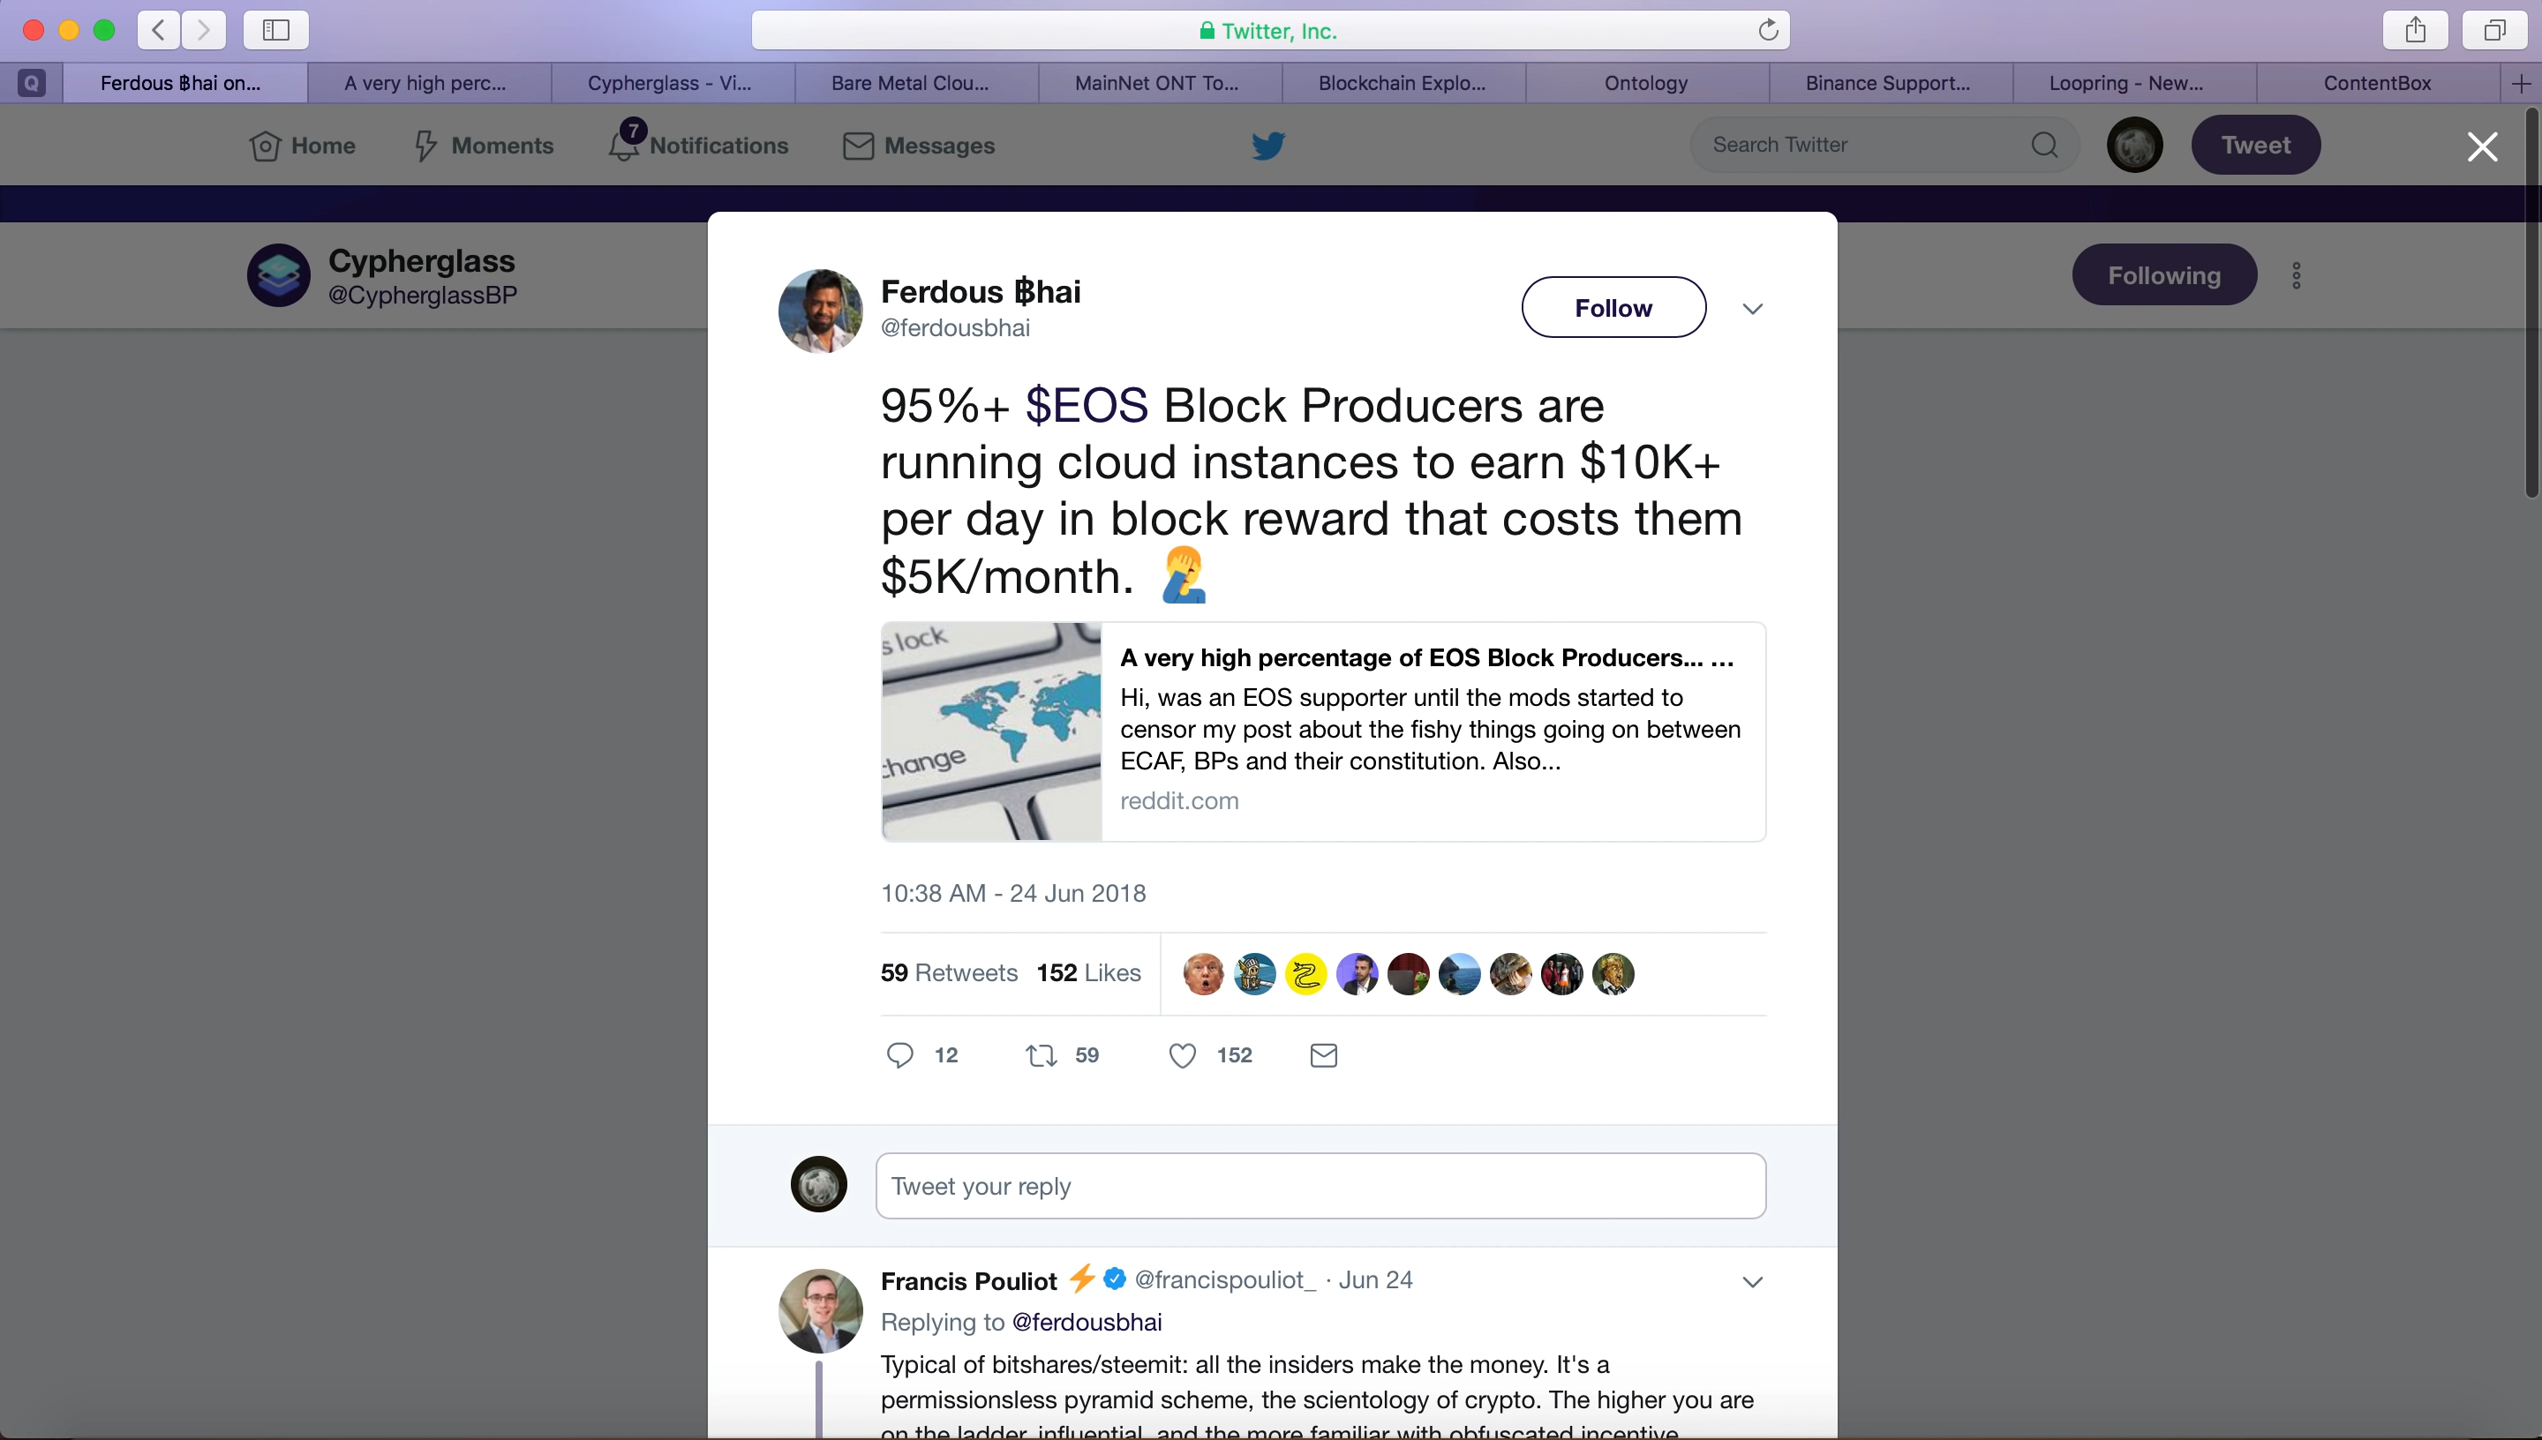 Twitter, Inc.
Q
Ferdous ₿hai on...
A very high perc...
Cypherglass - Vi...
Bare Metal Clou...
MainNet ONT To...
Blockchain Explo...
Ontology
Binance Support...
Loopring - New...
ContentBox
Home
Moments
7
Notifications
Messages
Search Twitter
Tweet
Cypherglass
@CypherglassBP
Following
Ferdous ₿hai
@ferdousbhai
Follow
95%+ $EOS Block Producers are
running cloud instances to earn $10K+
per day in block reward that costs them
$5K/month. 🤦‍♂️
s lock
change
A very high percentage of EOS Block Producers... ...
Hi, was an EOS supporter until the mods started to
censor my post about the fishy things going on between
ECAF, BPs and their constitution. Also...
reddit.com
10:38 AM - 24 Jun 2018
59 Retweets 152 Likes
12
59
152
Tweet your reply
Francis Pouliot ⚡ @francispouliot_ · Jun 24
Replying to @ferdousbhai
Typical of bitshares/steemit: all the insiders make the money. It's a
permissionsless pyramid scheme, the scientology of crypto. The higher you are
on the ladder, influential, and the more familiar with obfuscated incentive